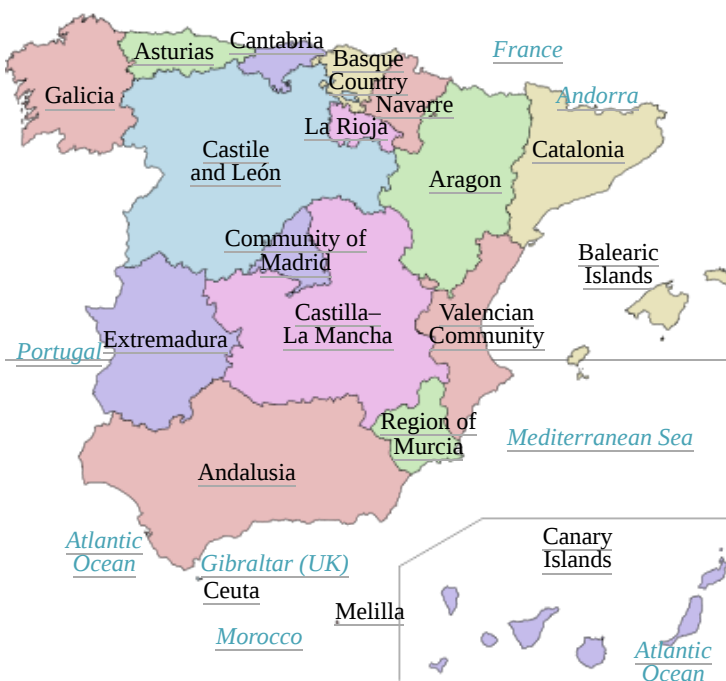 Cantabria
Asturias
France
Basque
Country
Galicia
Navarre
Andorra
La Rioja
Castile
and León
Catalonia
Aragon
Community of
Madrid
Balearic
Islands
Castilla–
La Mancha
Valencian
Community
Extremadura
Portugal
Region of
Murcia
Mediterranean Sea
Andalusia
Atlantic
Ocean
Gibraltar (UK)
Ceuta
Melilla
Morocco
Canary
Islands
Atlantic
Ocean